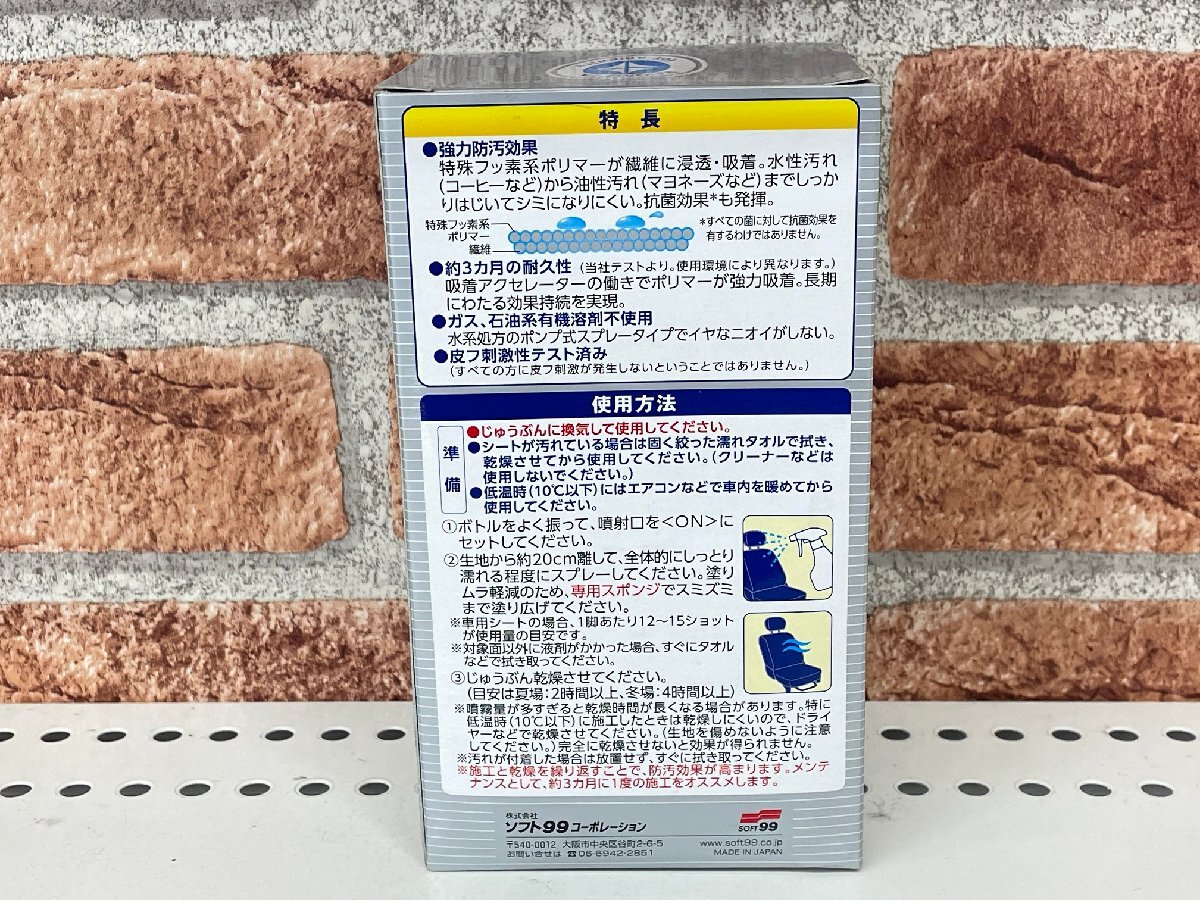 特長
●強力防汚効果
特殊フッ素系ポリマーが繊維に浸透・吸着。水性汚れ
(コーヒーなど)から油性汚れ(マヨネーズなど)までしっか
りはじいてシミになりにくい。抗菌効果*も発揮。
特殊フッ素系
ポリマー
繊維
*すべての菌に対して抗菌効果を
有するわけではありません。
●約3カ月の耐久性 (当社テストより。使用環境により異なります。)
吸着アクセレーターの働きでポリマーが強力吸着。長期
にわたる効果持続を実現。
●ガス、石油系有機溶剤不使用
水系処方のポンプ式スプレータイプでイヤなニオイがしない。
●皮フ刺激性テスト済み
(すべての方に皮フ刺激が発生しないということではありません。)
使用方法
準備
●じゅうぶんに換気して使用してください。
●シートが汚れている場合は固く絞った濡れタオルで拭き、
乾燥させてから使用してください。(クリーナーなどは
使用しないでください。)
●低温時(10℃以下)にはエアコンなどで車内を暖めてから
使用してください。
①ボトルをよく振って、噴射口を<ON>に
セットしてください。
②生地から約20cm離して、全体的にしっとり
濡れる程度にスプレーしてください。塗り
ムラ軽減のため、専用スポンジでスミズミ
まで塗り広げてください。
※車用シートの場合、1脚あたり12〜15ショット
が使用量の目安です。
※対象面以外に液剤がかかった場合、すぐにタオル
などで拭き取ってください。
③じゅうぶん乾燥させてください。
(目安は夏場:2時間以上、冬場:4時間以上)
※噴霧量が多すぎると乾燥時間が長くなる場合があります。特に
低温時(10℃以下)に施工したときは乾燥しにくいので、ドライ
ヤーなどで乾燥させてください。(生地を傷めないように注意
してください。)完全に乾燥させないと効果が得られません。
※汚れが付着した場合は放置せず、すぐに拭き取ってください。
※施工と乾燥を繰り返すことで、防汚効果が高まります。メンテ
ナンスとして、約3カ月に1度の施工をオススメします。
株式会社
ソフト99コーポレーション
〒540-0012 大阪市中央区谷町2-6-5
お問い合せは ☎06-6942-2851
SOFT99
www.soft99.co.jp
MADE IN JAPAN